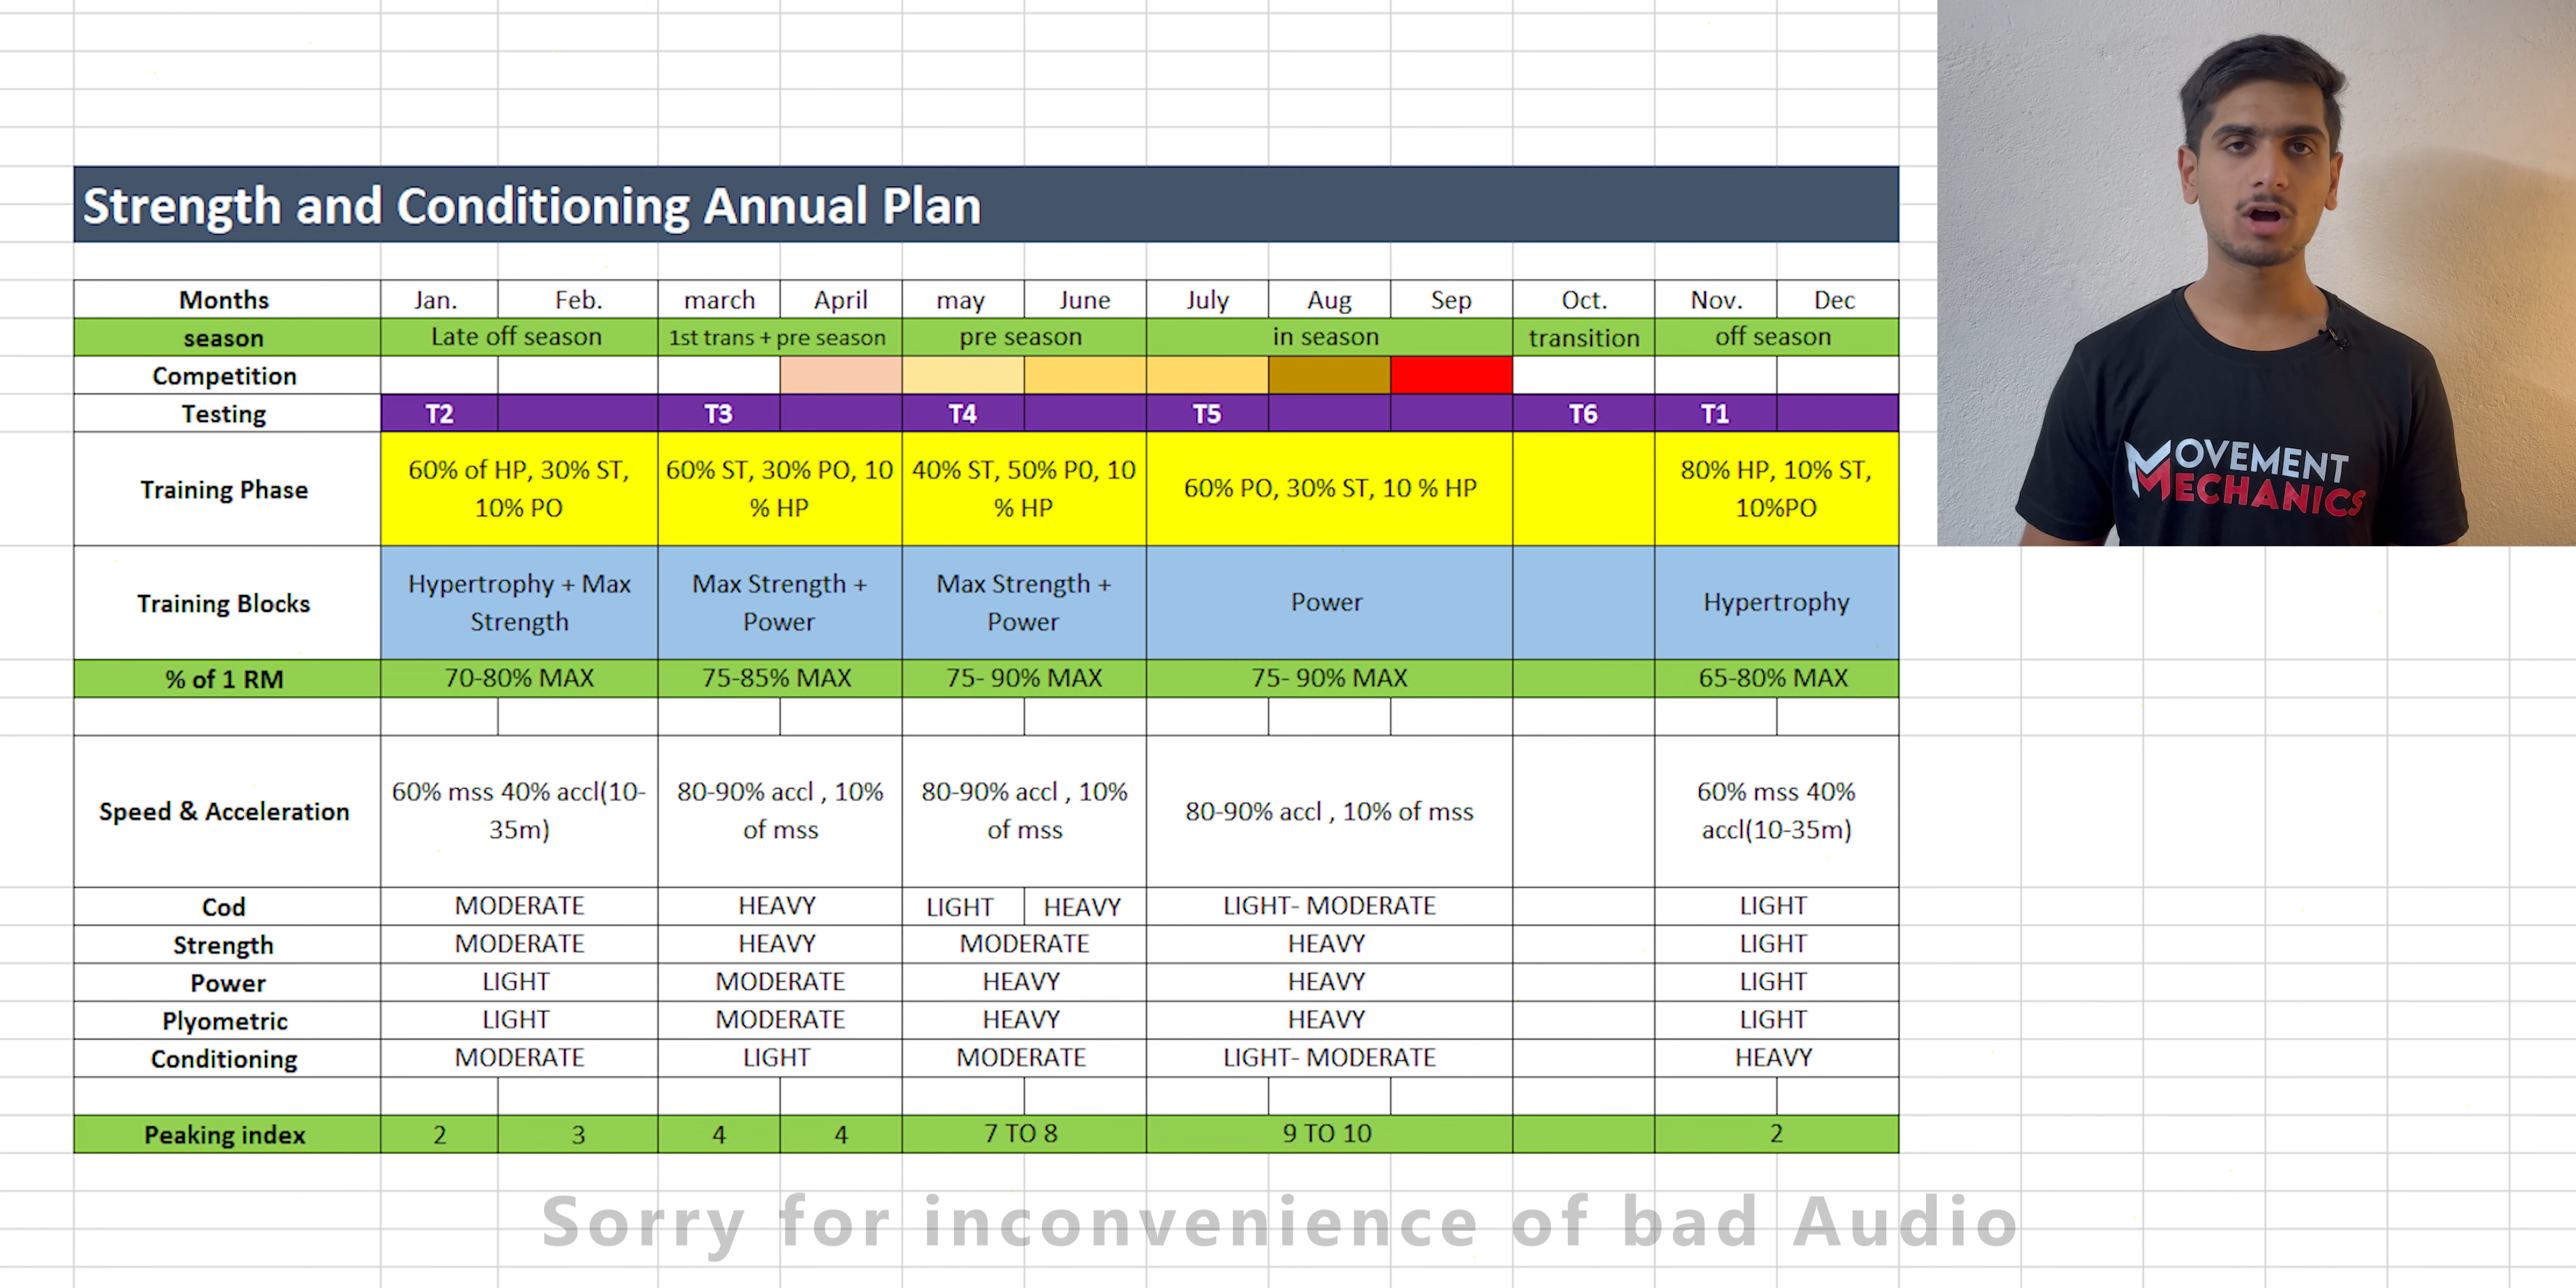 Strength and Conditioning Annual Plan
Months Jan. Feb. march April may June July Aug Sep Oct. Nov. Dec
season Late off season 1st trans + pre season pre season in season transition off season
Competition
Testing T2 T3 T4 T5 T6 T1
Training Phase
60% of HP, 30% ST,
10% PO
60% ST, 30% PO, 10
% HP
40% ST, 50% P0, 10
% HP
60% PO, 30% ST, 10 % HP
80% HP, 10% ST,
10%PO
Training Blocks
Hypertrophy + Max
Strength
Max Strength +
Power
Max Strength +
Power
Power
Hypertrophy
% of 1 RM 70-80% MAX 75-85% MAX 75- 90% MAX 75- 90% MAX 65-80% MAX
Speed & Acceleration
60% mss 40% accl(10-
35m)
80-90% accl , 10%
of mss
80-90% accl , 10%
of mss
80-90% accl , 10% of mss
60% mss 40%
accl(10-35m)
Cod MODERATE HEAVY LIGHT HEAVY LIGHT- MODERATE LIGHT
Strength MODERATE HEAVY MODERATE HEAVY LIGHT
Power LIGHT MODERATE HEAVY HEAVY LIGHT
Plyometric LIGHT MODERATE HEAVY HEAVY LIGHT
Conditioning MODERATE LIGHT MODERATE LIGHT- MODERATE HEAVY
Peaking index 2 3 4 4 7 TO 8 9 TO 10 2
MOVEMENT
MECHANICS
Sorry for inconvenience of bad Audio